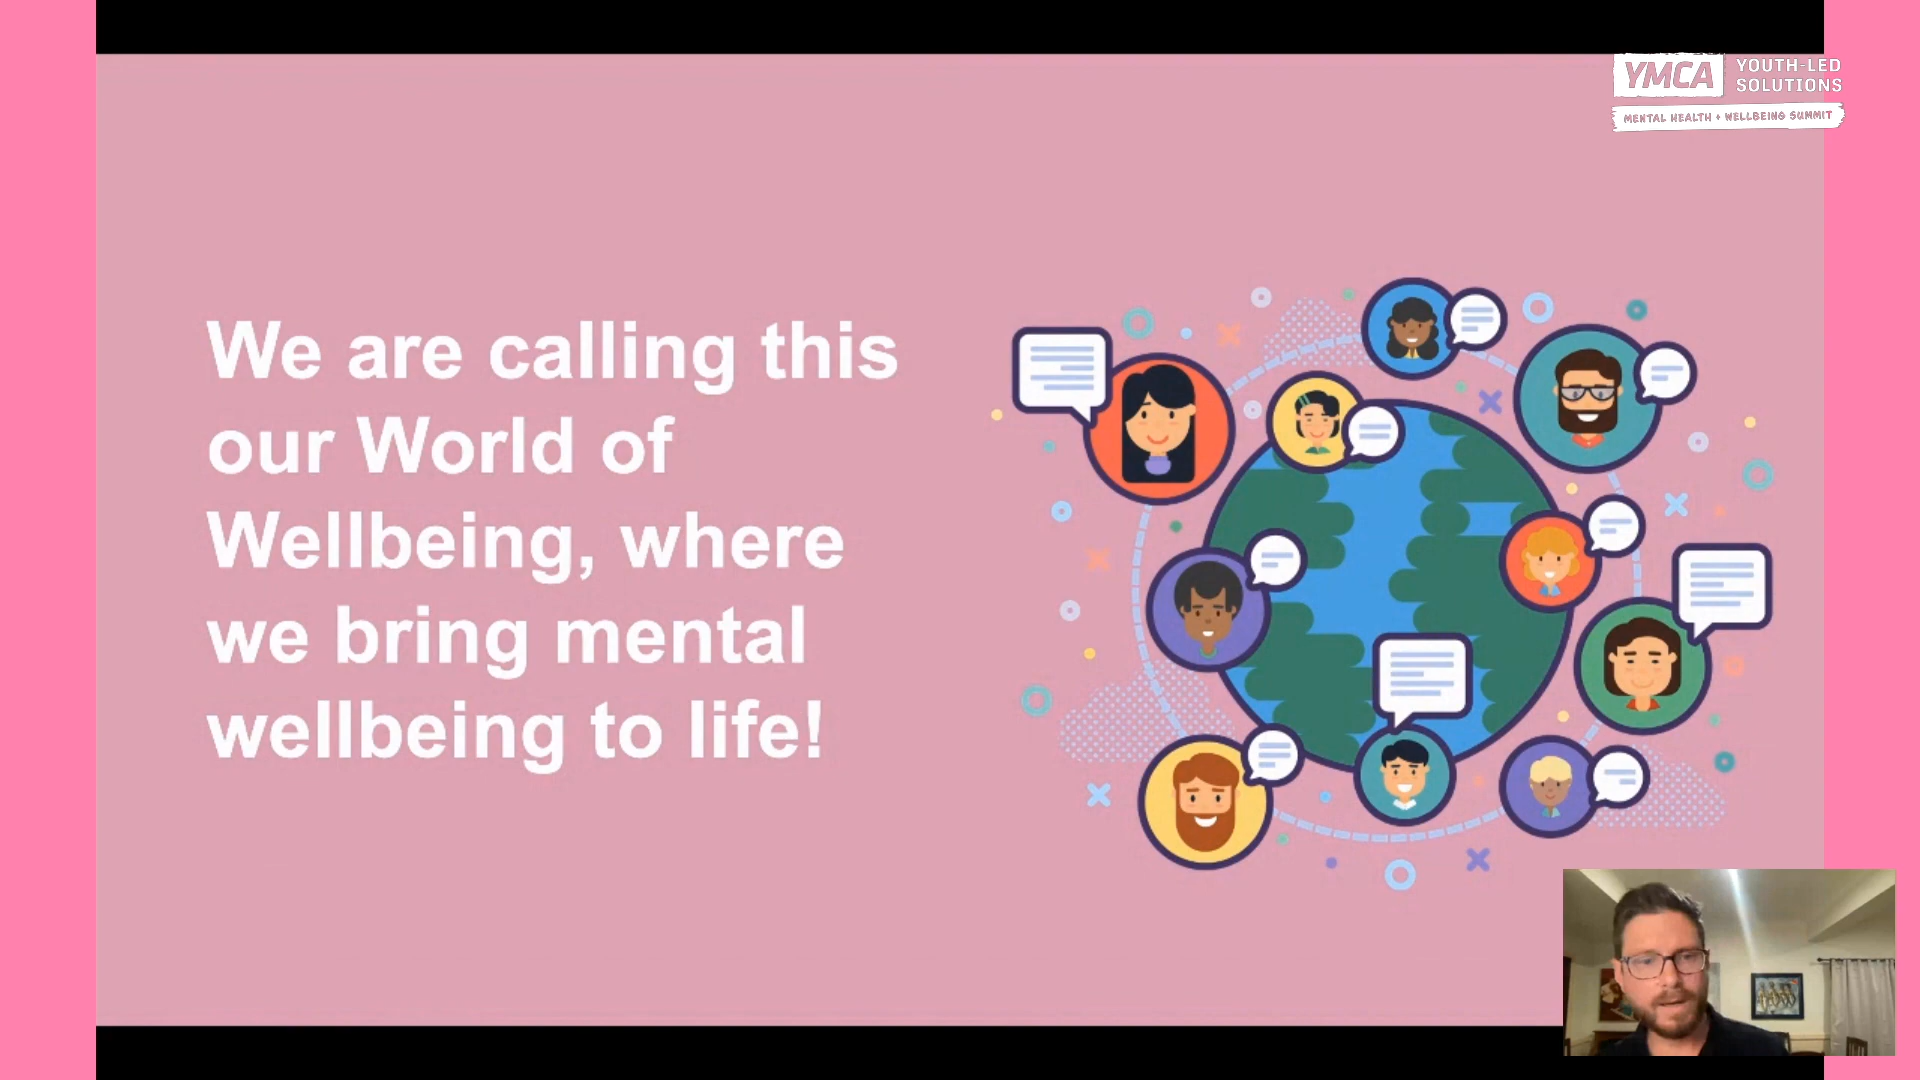 YMCA
YOUTH-LED
SOLUTIONS
MENTAL HEALTH + WELLBEING SUMMIT
We are calling this
our World of
Wellbeing, where
we bring mental
wellbeing to life!